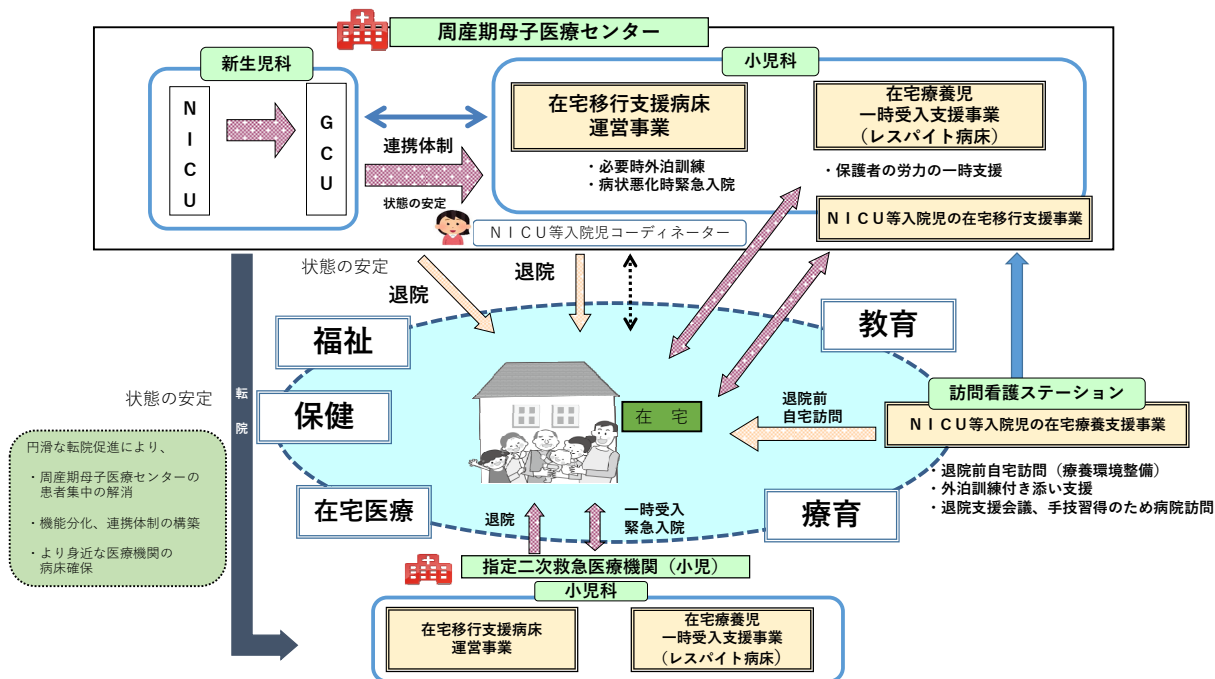 周産期母子医療センター
新生児科
小児科
NICU
GCU
連携体制
状態の安定
在宅移行支援病床
運営事業
・必要時外泊訓練
・病状悪化時緊急入院
在宅療養児
一時受入支援事業
(レスパイト病床)
・保護者の労力の一時支援
NICU等入院児の在宅移行支援事業
NICU等入院児コーディネーター
状態の安定
退院
退院
福祉
教育
保健
在宅
在宅医療
療育
退院前
自宅訪問
訪問看護ステーション
NICU等入院児の在宅療養支援事業
・退院前自宅訪問（療養環境整備）
・外泊訓練付き添い支援
・退院支援会議、手技習得のため病院訪問
状態の安定
転院
円滑な転院促進により、
・周産期母子医療センターの
患者集中の解消
・機能分化、連携体制の構築
・より身近な医療機関の
病床確保
退院
一時受入
緊急入院
指定二次救急医療機関（小児）
小児科
在宅移行支援病床
運営事業
在宅療養児
一時受入支援事業
(レスパイト病床)